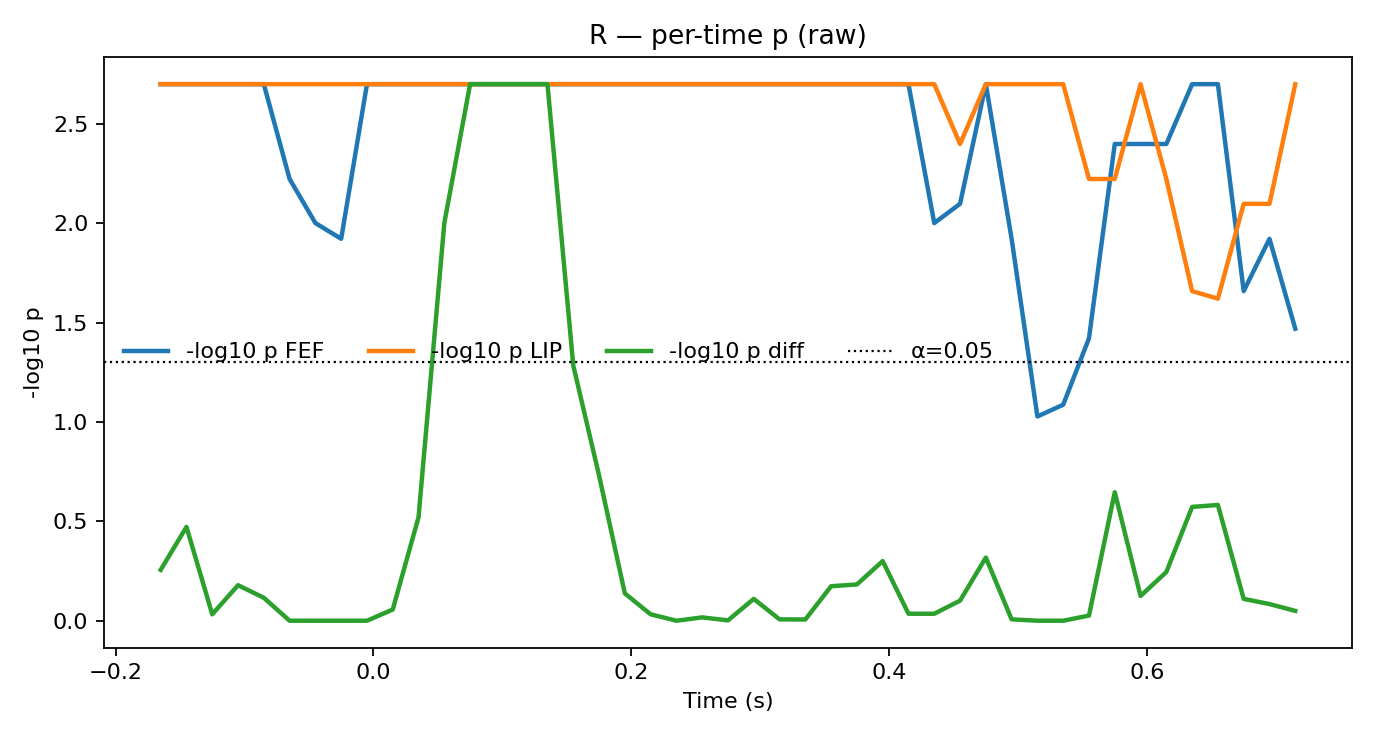 R — per-time p (raw)
-log10 p
2.5
2.0
1.5
1.0
0.5
0.0
-log10 p FEF -log10 p LIP -log10 p diff α=0.05
−0.2 0.0 0.2 0.4 0.6
Time (s)